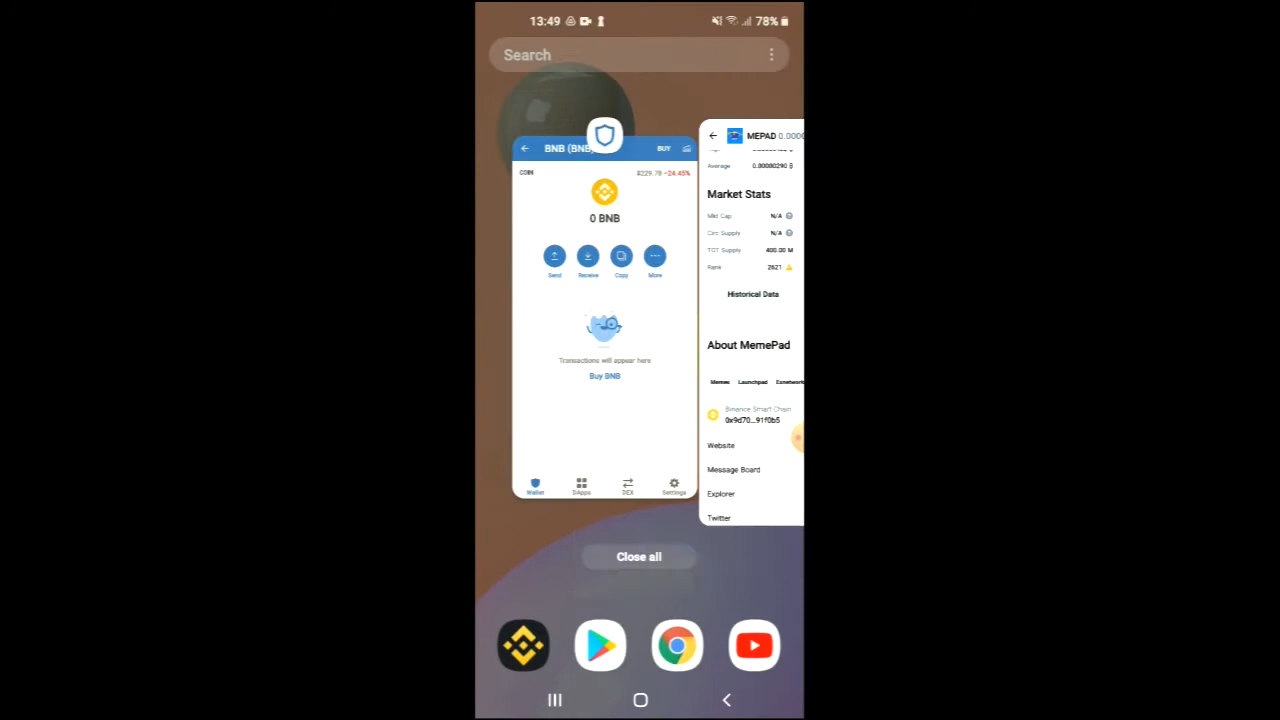 13:49 78%
Search
BNB (BNB) BUY
COIN $229.78 -24.45%
0 BNB
Send Receive Copy More
Transactions will appear here
Buy BNB
Wallet DApps DEX Settings
MEPAD
Average 0.00000290 ₿
Market Stats
Mkt Cap N/A
Circ Supply N/A
TOT Supply 400.00 M
Rank 2621
Historical Data
About MemePad
Memes Launchpad
Binance Smart Chain
0x9d70...91f0b5
Website
Message Board
Explorer
Twitter
Close all